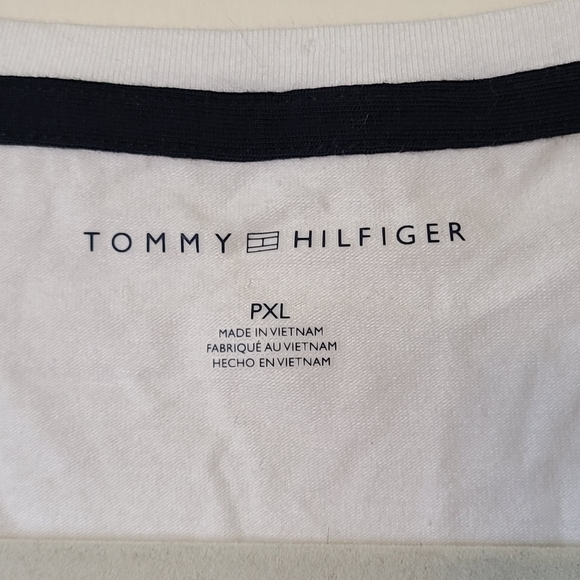 TOMMY HILFIGER
PXL
MADE IN VIETNAM
FABRIQUÉ AU VIETNAM
HECHO EN VIETNAM